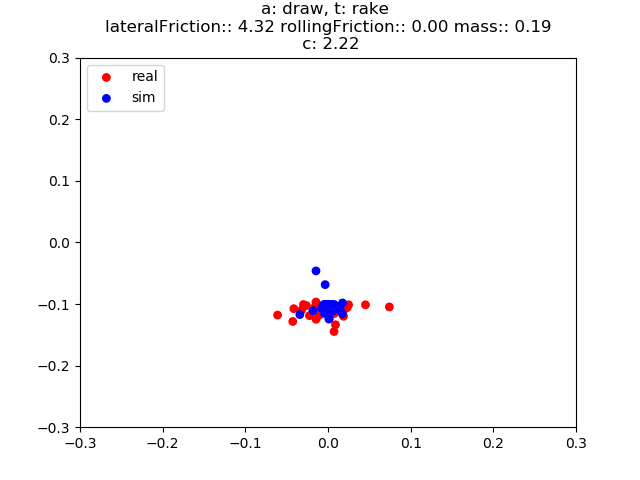 a: draw, t: rake
lateralFriction:: 4.32 rollingFriction:: 0.00 mass:: 0.19
c: 2.22
real
sim
0.3
0.2
0.1
0.0
−0.1
−0.2
−0.3
−0.3 −0.2 −0.1 0.0 0.1 0.2 0.3